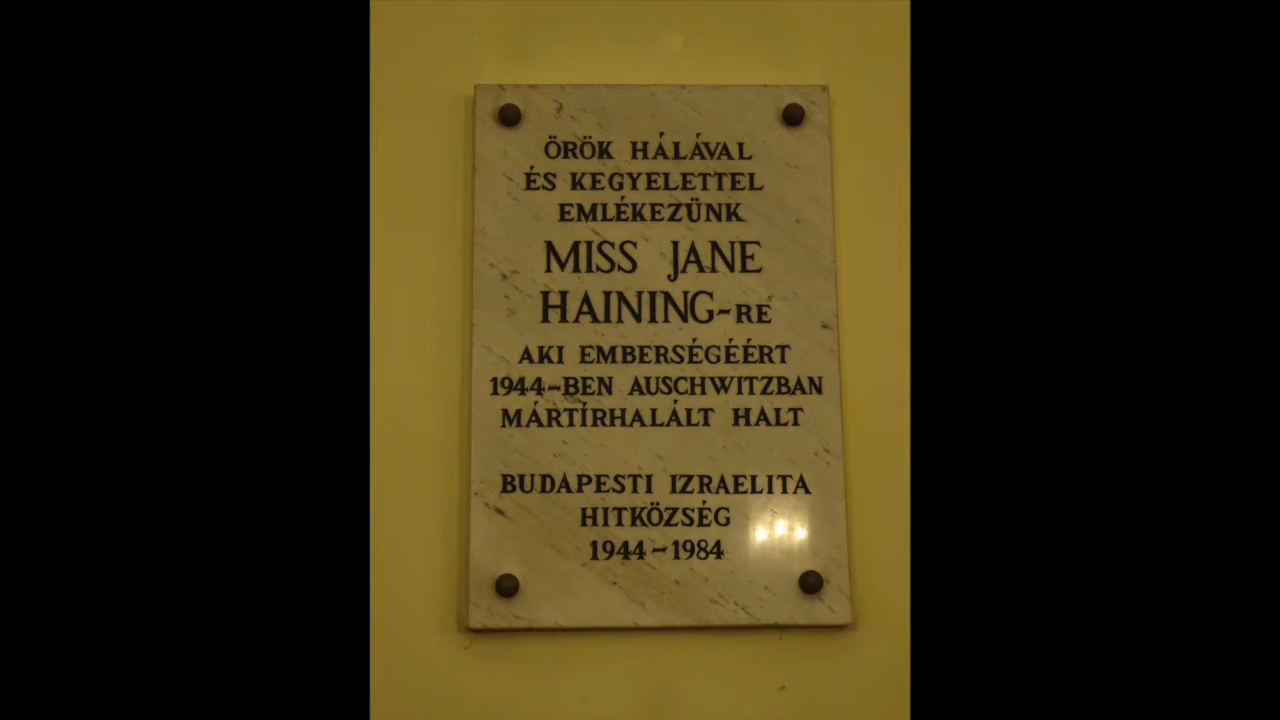 ÖRÖK HÁLÁVAL
ÉS KEGYELETTEL
EMLÉKEZÜNK
MISS JANE
HAINING-RE
AKI EMBERSÉGÉÉRT
1944-BEN AUSCHWITZBAN
MÁRTÍRHALÁLT HALT
BUDAPESTI IZRAELITA
HITKÖZSÉG
1944-1984